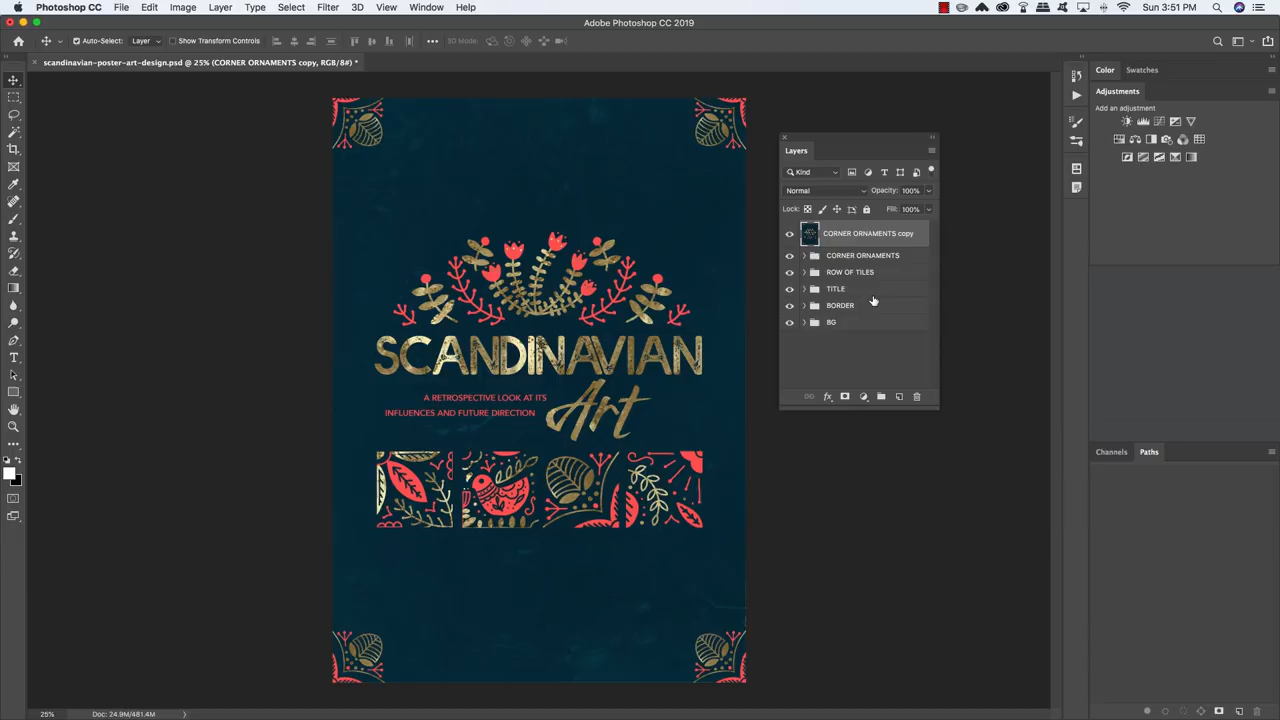 Photoshop CC File Edit Image Layer Type Select Filter 3D View Window Help Sun 3:51 PM
Adobe Photoshop CC 2019
Auto-Select: Layer Show Transform Controls 3D Mode:
scandinavian-poster-art-design.psd @ 25% (CORNER ORNAMENTS copy, RGB/8#) *
Color Swatches
Adjustments
Add an adjustment
Layers
Kind
Normal Opacity: 100%
Lock: Fill: 100%
CORNER ORNAMENTS copy
CORNER ORNAMENTS
ROW OF TILES
TITLE
BORDER
BG
SCANDINAVIAN
A RETROSPECTIVE LOOK AT ITS
INFLUENCES AND FUTURE DIRECTION
Art
Channels Paths
25% Doc: 24.9M/481.4M